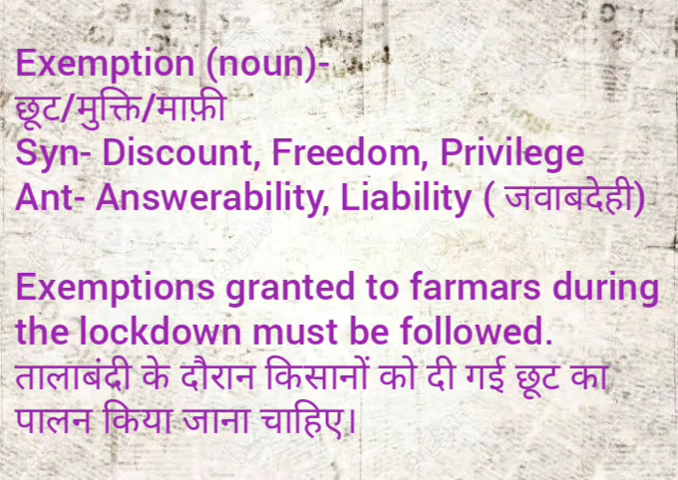 Exemption (noun)-
छूट/मुक्ति/माफ़ी
Syn- Discount, Freedom, Privilege
Ant- Answerability, Liability ( जवाबदेही)
Exemptions granted to farmars during
the lockdown must be followed.
तालाबंदी के दौरान किसानों को दी गई छूट का
पालन किया जाना चाहिए।